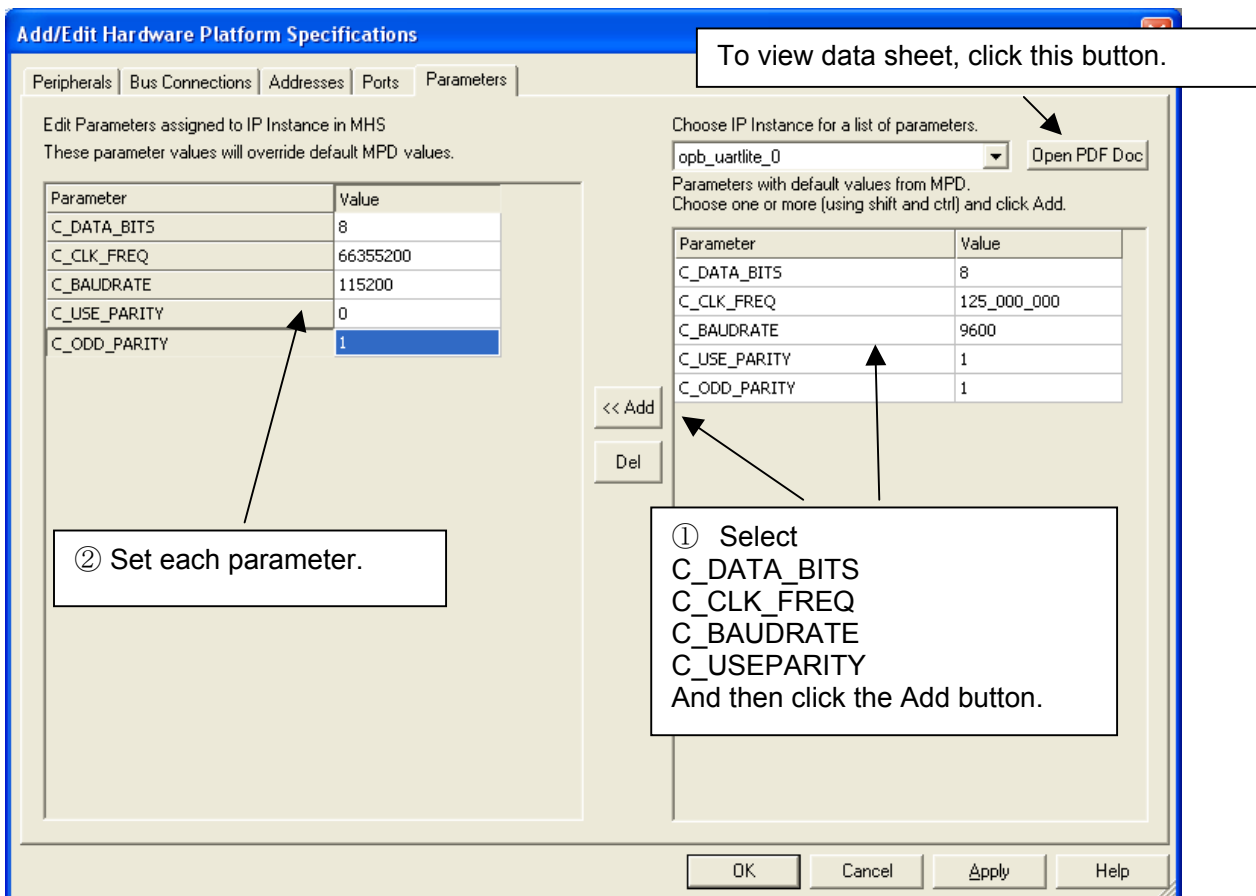 Add/Edit Hardware Platform Specifications
To view data sheet, click this button.
Peripherals Bus Connections Addresses Ports Parameters
Edit Parameters assigned to IP Instance in MHS
These parameter values will override default MPD values.
Parameter Value
C_DATA_BITS 8
C_CLK_FREQ 66355200
C_BAUDRATE 115200
C_USE_PARITY 0
C_ODD_PARITY 1
② Set each parameter.
<< Add
Del
Choose IP Instance for a list of parameters.
opb_uartlite_0 Open PDF Doc
Parameters with default values from MPD.
Choose one or more (using shift and ctrl) and click Add.
Parameter Value
C_DATA_BITS 8
C_CLK_FREQ 125_000_000
C_BAUDRATE 9600
C_USE_PARITY 1
C_ODD_PARITY 1
① Select
C_DATA_BITS
C_CLK_FREQ
C_BAUDRATE
C_USEPARITY
And then click the Add button.
OK Cancel Apply Help